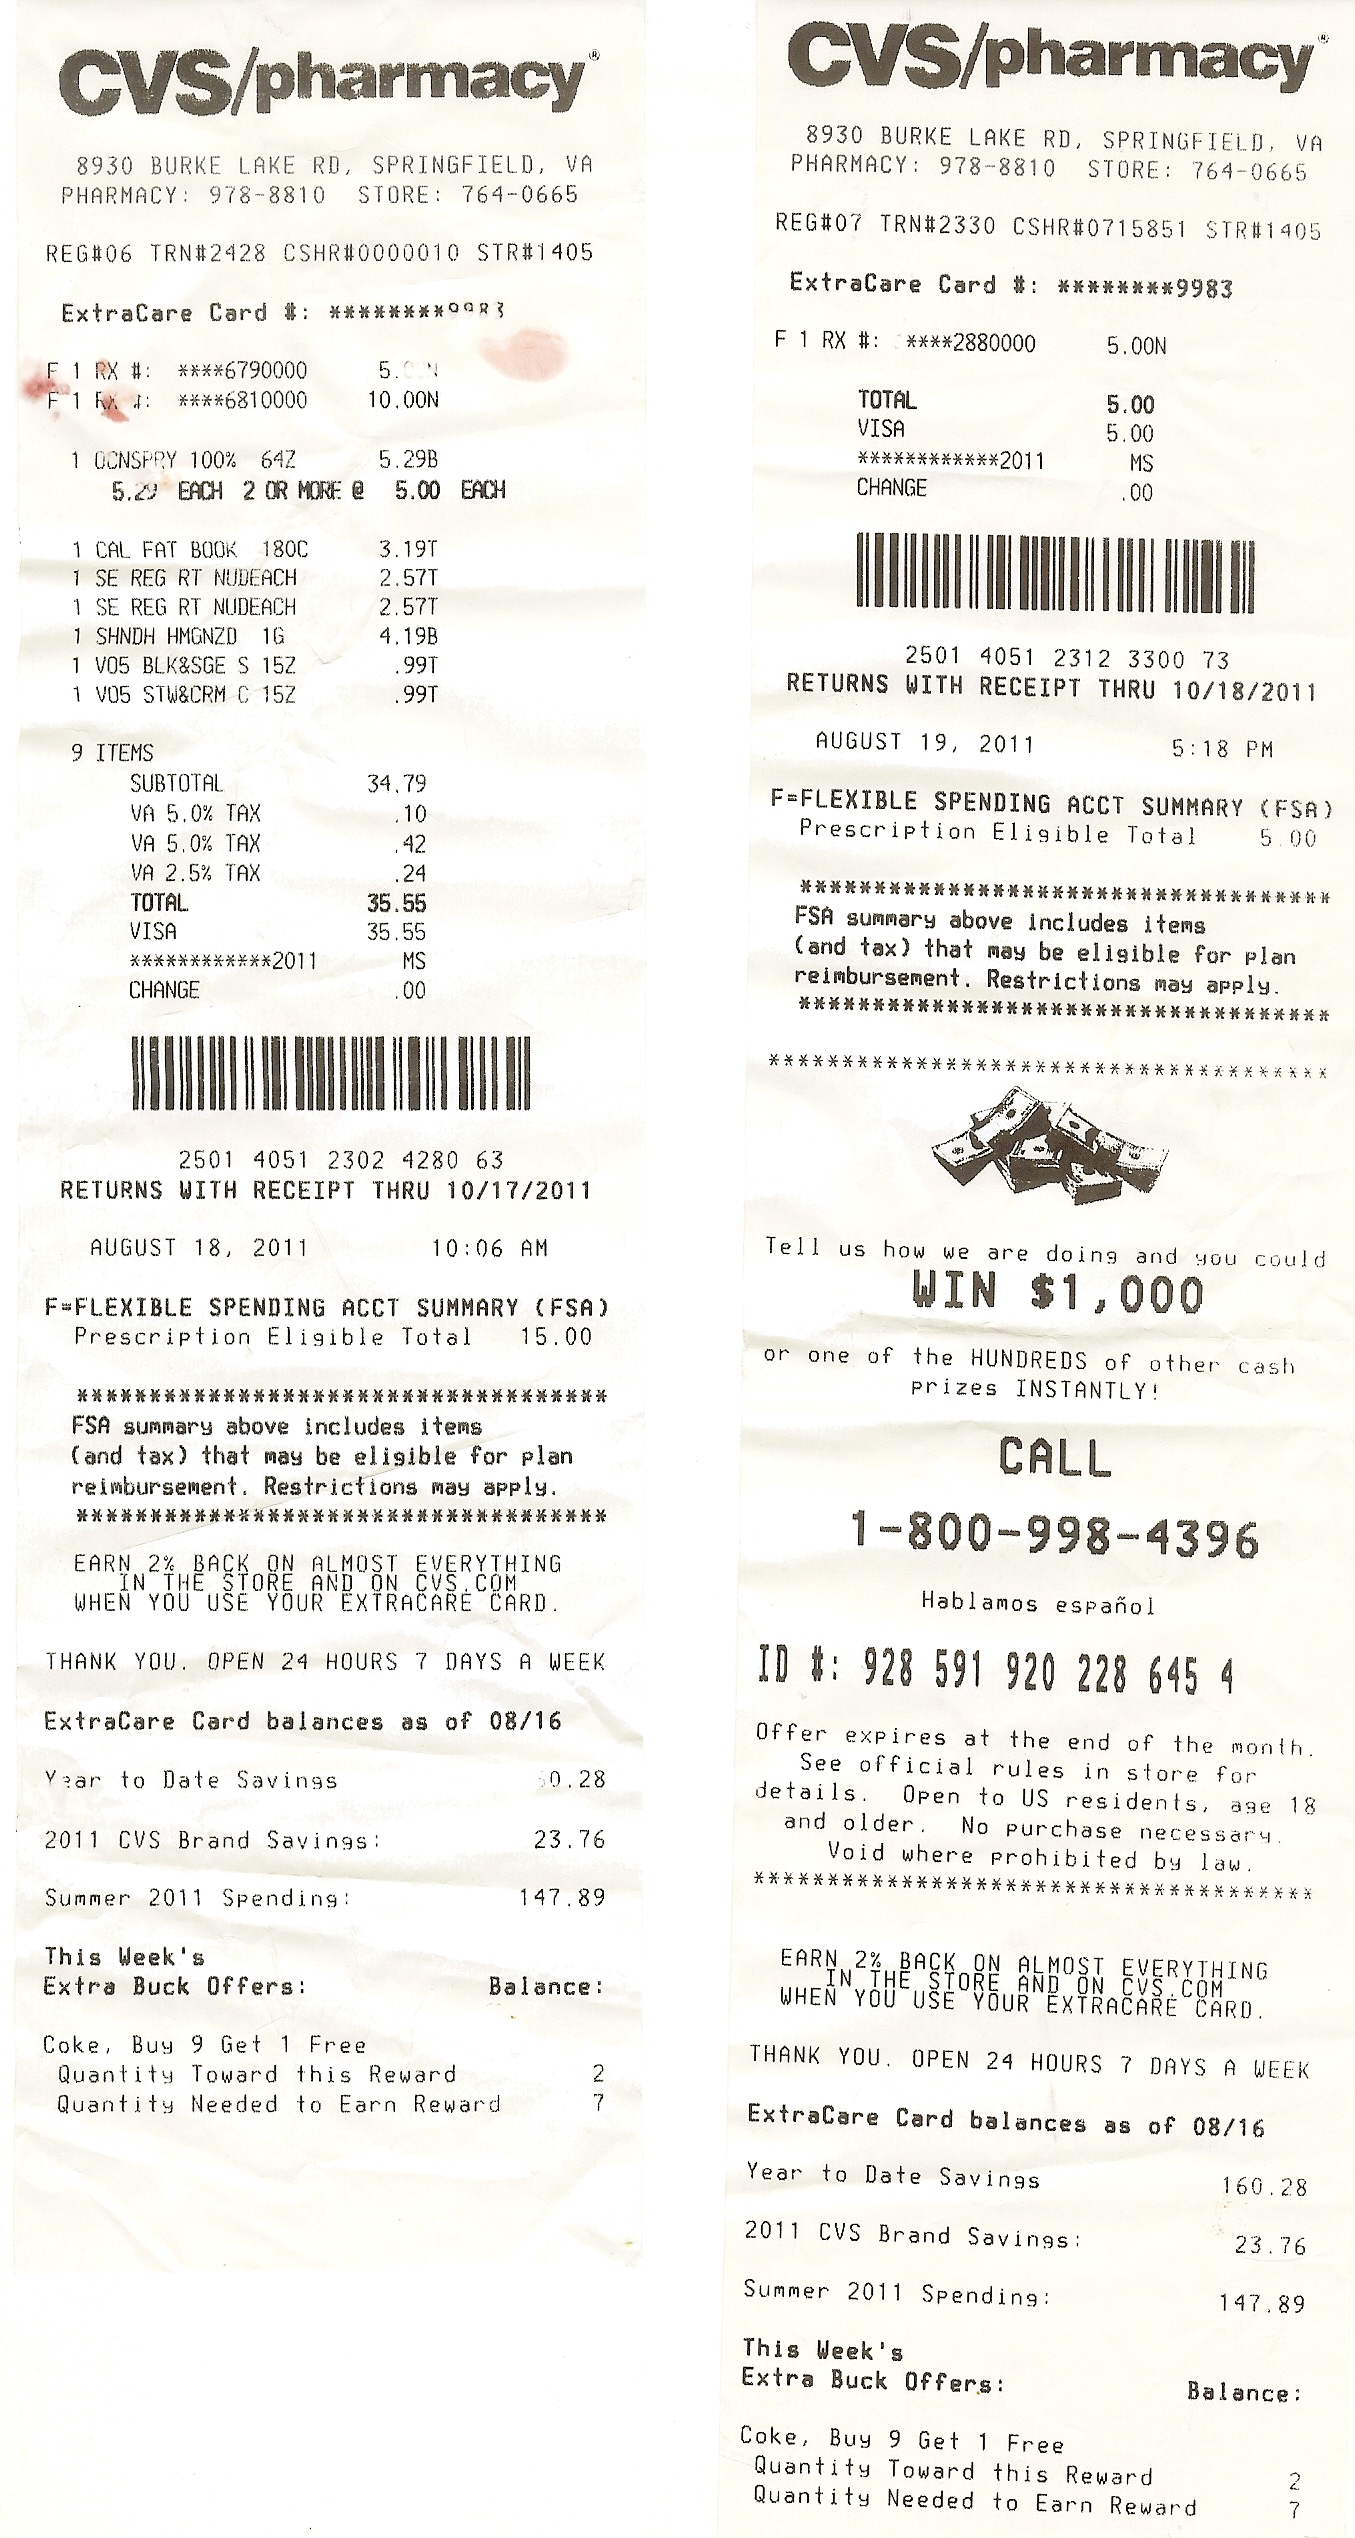 CVS/pharmacy®
8930 BURKE LAKE RD, SPRINGFIELD, VA
PHARMACY: 978-8810 STORE: 764-0665
REG#06 TRN#2428 CSHR#0000010 STR#1405
ExtraCare Card #: ********9983
F 1 RX #: ****6790000 5.00N
F 1 RX #: ****6810000 10.00N
1 OCNSPRY 100% 64Z 5.29B
5.29 EACH 2 OR MORE @ 5.00 EACH
1 CAL FAT BOOK 180C 3.19T
1 SE REG RT NUDEACH 2.57T
1 SE REG RT NUDEACH 2.57T
1 SHNDH HMGNZD 1G 4.19B
1 VO5 BLK&SGE S 15Z .99T
1 VO5 STW&CRM C 15Z .99T
9 ITEMS
SUBTOTAL 34.79
VA 5.0% TAX .10
VA 5.0% TAX .42
VA 2.5% TAX .24
TOTAL 35.55
VISA 35.55
************2011 MS
CHANGE .00
2501 4051 2302 4280 63
RETURNS WITH RECEIPT THRU 10/17/2011
AUGUST 18, 2011 10:06 AM
F=FLEXIBLE SPENDING ACCT SUMMARY (FSA)
Prescription Eligible Total 15.00
************************************
FSA summary above includes items
(and tax) that may be eligible for plan
reimbursement. Restrictions may apply.
************************************
EARN 2% BACK ON ALMOST EVERYTHING
IN THE STORE AND ON CVS.COM
WHEN YOU USE YOUR EXTRACARE CARD.
THANK YOU. OPEN 24 HOURS 7 DAYS A WEEK
ExtraCare Card balances as of 08/16
Year to Date Savings
2011 CVS Brand Savings: 23.76
Summer 2011 Spending: 147.89
This Week's
Extra Buck Offers: Balance:
Coke, Buy 9 Get 1 Free
Quantity Toward this Reward 2
Quantity Needed to Earn Reward 7
CVS/pharmacy®
8930 BURKE LAKE RD, SPRINGFIELD, VA
PHARMACY: 978-8810 STORE: 764-0665
REG#07 TRN#2330 CSHR#0715851 STR#1405
ExtraCare Card #: ********9983
F 1 RX #: ****2880000 5.00N
TOTAL 5.00
VISA 5.00
************2011 MS
CHANGE .00
2501 4051 2312 3300 73
RETURNS WITH RECEIPT THRU 10/18/2011
AUGUST 19, 2011 5:18 PM
F=FLEXIBLE SPENDING ACCT SUMMARY (FSA)
Prescription Eligible Total 5.00
************************************
FSA summary above includes items
(and tax) that may be eligible for plan
reimbursement. Restrictions may apply.
************************************
**************************************
Tell us how we are doing and you could
WIN $1,000
or one of the HUNDREDS of other cash
prizes INSTANTLY!
CALL
1-800-998-4396
Hablamos español
ID #: 928 591 920 228 645 4
Offer expires at the end of the month.
See official rules in store for
details. Open to US residents, age 18
and older. No purchase necessary.
Void where prohibited by law.
**************************************
EARN 2% BACK ON ALMOST EVERYTHING
IN THE STORE AND ON CVS.COM
WHEN YOU USE YOUR EXTRACARE CARD.
THANK YOU. OPEN 24 HOURS 7 DAYS A WEEK
ExtraCare Card balances as of 08/16
Year to Date Savings 160.28
2011 CVS Brand Savings: 23.76
Summer 2011 Spending: 147.89
This Week's
Extra Buck Offers: Balance:
Coke, Buy 9 Get 1 Free
Quantity Toward this Reward 2
Quantity Needed to Earn Reward 7